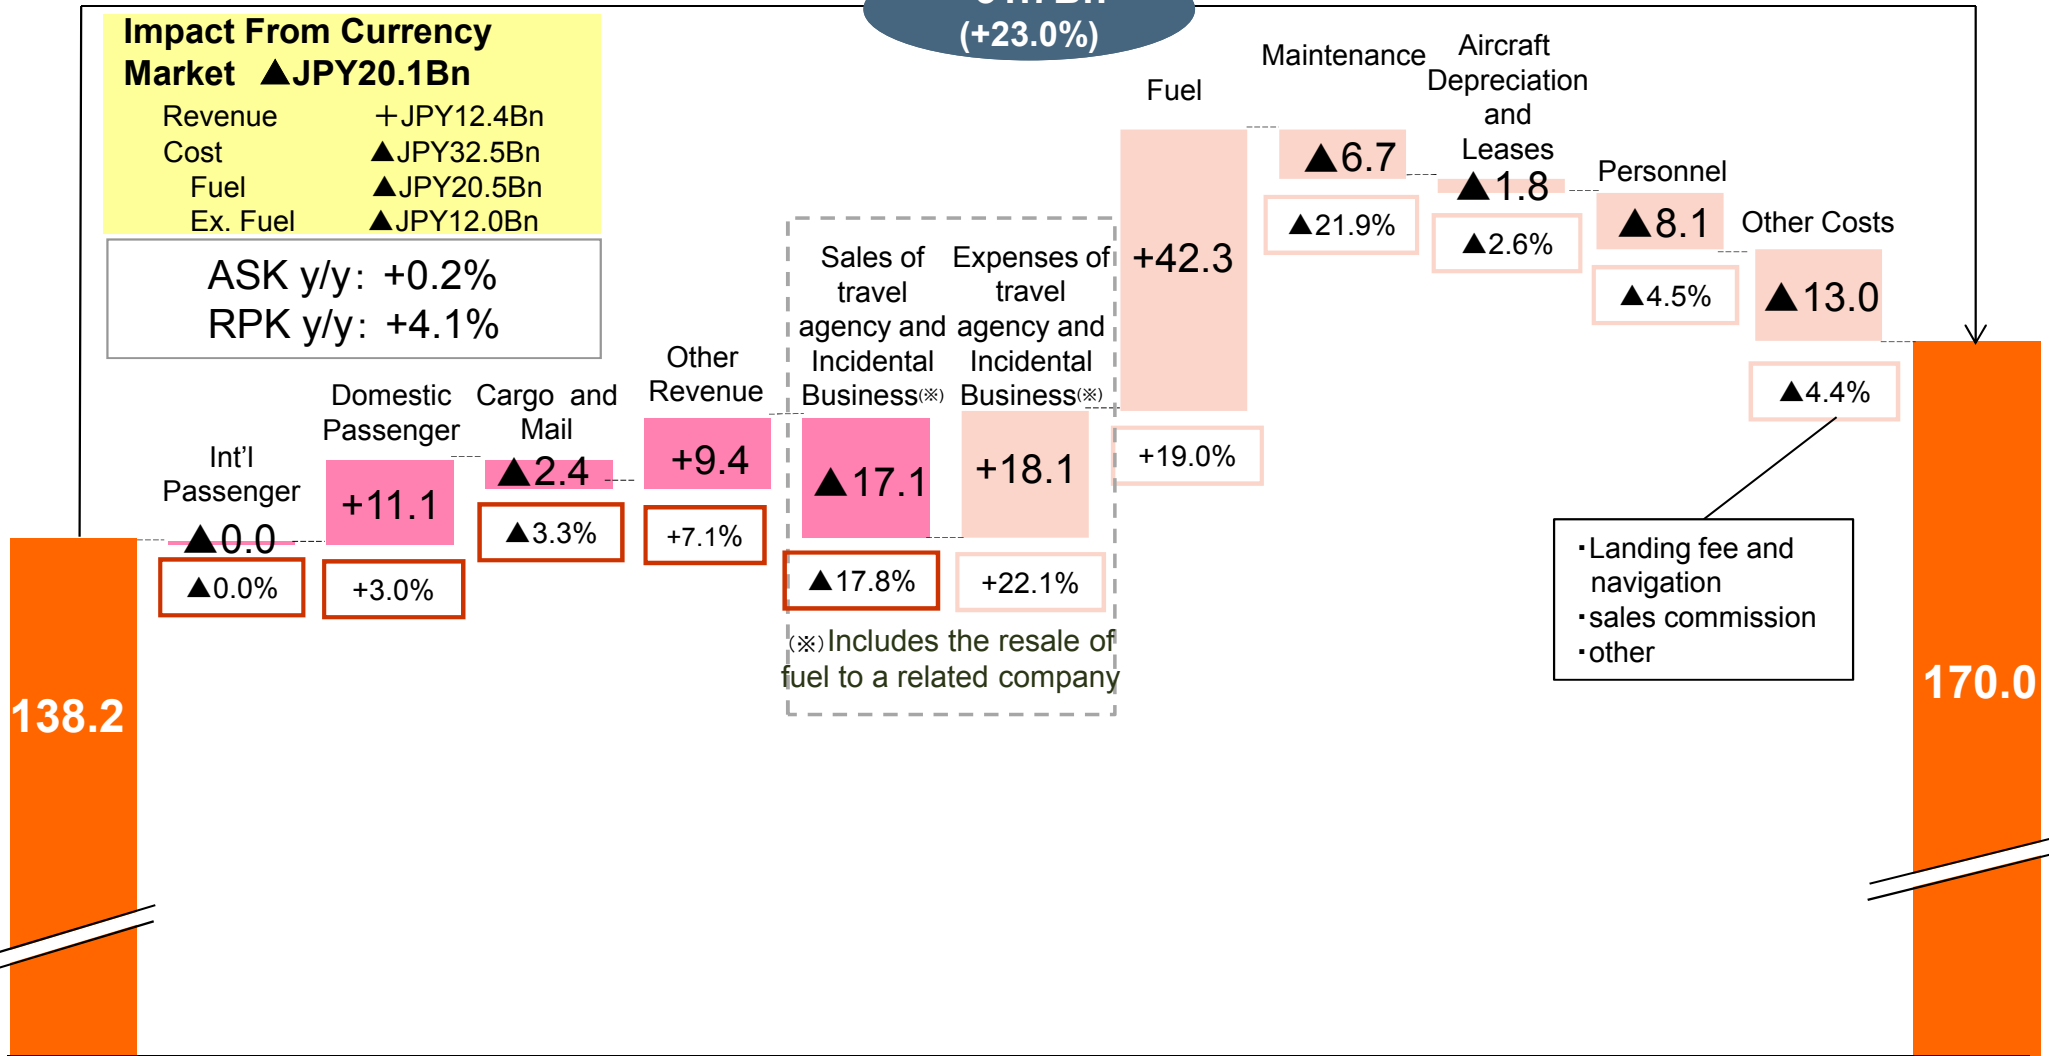 (+23.0%)
Impact From Currency
Market ▲JPY20.1Bn
Revenue +JPY12.4Bn
Cost ▲JPY32.5Bn
Fuel ▲JPY20.5Bn
Ex. Fuel ▲JPY12.0Bn
ASK y/y: +0.2%
RPK y/y: +4.1%
138.2
Int'l
Passenger
▲0.0
▲0.0%
Domestic
Passenger
+11.1
+3.0%
Cargo and
Mail
▲2.4
▲3.3%
Other
Revenue
+9.4
+7.1%
Sales of
travel
agency and
Incidental
Business(※)
▲17.1
▲17.8%
Expenses of
travel
agency and
Incidental
Business(※)
+18.1
+22.1%
(※)Includes the resale of
fuel to a related company
Fuel
+42.3
+19.0%
Maintenance
▲6.7
▲21.9%
Aircraft
Depreciation
and
Leases
▲1.8
▲2.6%
Personnel
▲8.1
▲4.5%
Other Costs
▲13.0
▲4.4%
・Landing fee and
navigation
・sales commission
・other
170.0